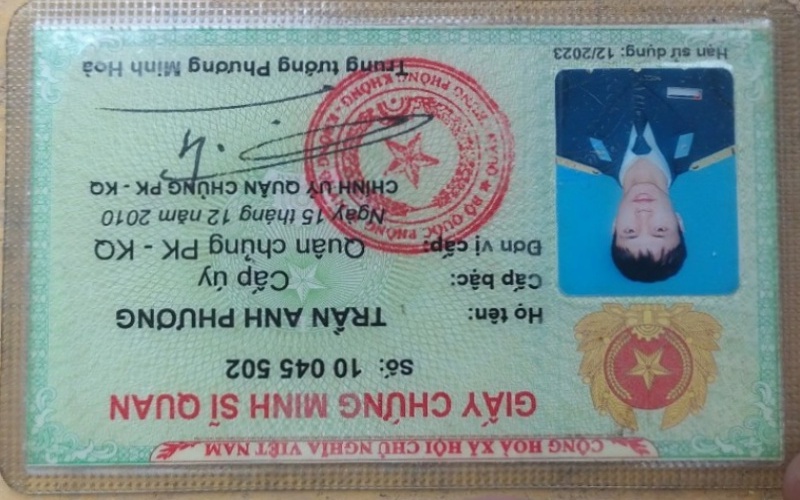 CỘNG HOÀ XÃ HỘI CHỦ NGHĨA VIỆT NAM
GIẤY CHỨNG MINH SĨ QUAN
Số: 10 045 502
Họ tên: TRẦN ANH PHƯƠNG
Cấp bậc: Cấp úy
Đơn vị cấp: Quân chủng PK - KQ
Ngày 15 tháng 12 năm 2010
CHÍNH UỶ QUÂN CHỦNG PK - KQ
BỘ QUỐC PHÒNG
Trung tướng Phương Minh Hoà
Hạn sử dụng: 12/2023